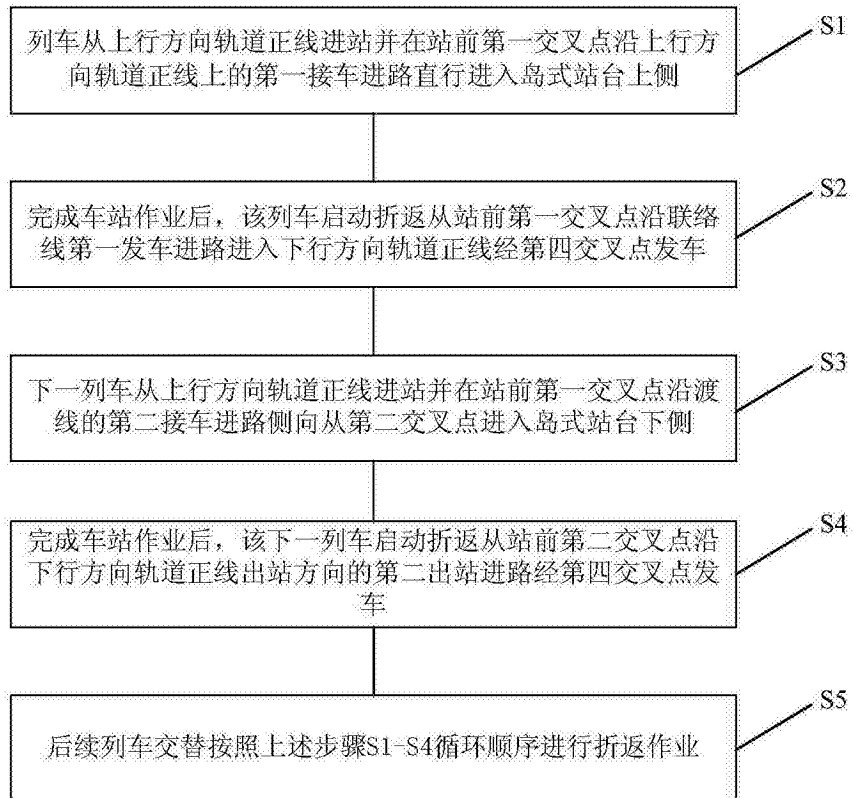 列车从上行方向轨道正线进站并在站前第一交叉点沿上行方
向轨道正线上的第一接车进路直行进入岛式站台上侧
S1
完成车站作业后，该列车启动折返从站前第一交叉点沿联络
线第一发车进路进入下行方向轨道正线经第四交叉点发车
S2
下一列车从上行方向轨道正线进站并在站前第一交叉点沿渡
线的第二接车进路侧向从第二交叉点进入岛式站台下侧
S3
完成车站作业后，该下一列车启动折返从站前第二交叉点沿
下行方向轨道正线出站方向的第二出站进路经第四交叉点发
车
S4
后续列车交替按照上述步骤S1-S4循环顺序进行折返作业
S5